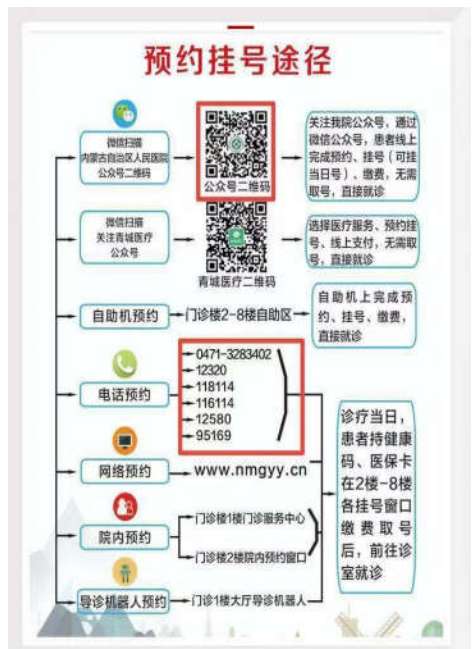 预约挂号途径
微信扫描
内蒙古自治区人民医院
公众号二维码
公众号二维码
关注我院公众号，通过
微信公众号，患者线上
完成预约、挂号（可挂
当日号）、缴费，无需
取号，直接就诊
微信扫描
关注青城医疗
公众号
青城医疗二维码
选择医疗服务、预约挂
号、线上支付，无需取
号，直接就诊
自助机预约
门诊楼2-8楼自助区
自助机上完成预
约、挂号、缴费，
直接就诊
电话预约
0471-3283402
12320
118114
116114
12580
95169
网络预约
www.nmgyy.cn
院内预约
门诊楼1楼门诊服务中心
门诊楼2楼院内预约窗口
导诊机器人预约
门诊1楼大厅导诊机器人
诊疗当日，
患者持健康
码、医保卡
在2楼-8楼
各挂号窗口
缴费取号
后，前往诊
室就诊